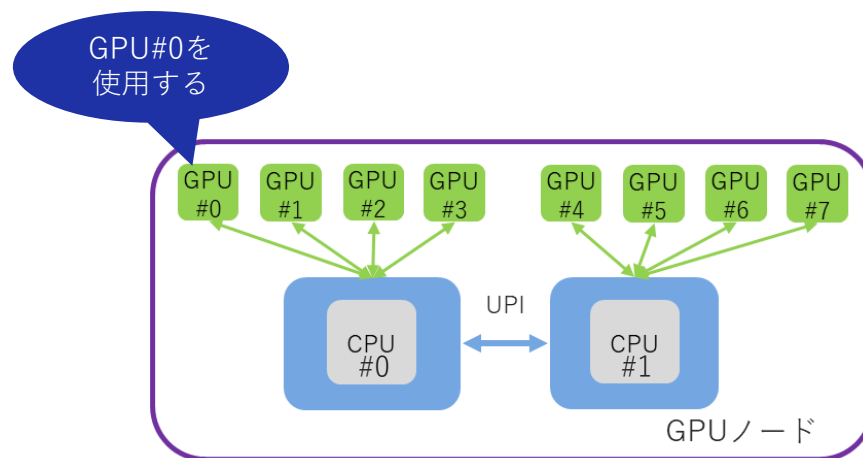 GPU#0を
使用する
GPU
#0
GPU
#1
GPU
#2
GPU
#3
GPU
#4
GPU
#5
GPU
#6
GPU
#7
UPI
CPU
#0
CPU
#1
GPUノード